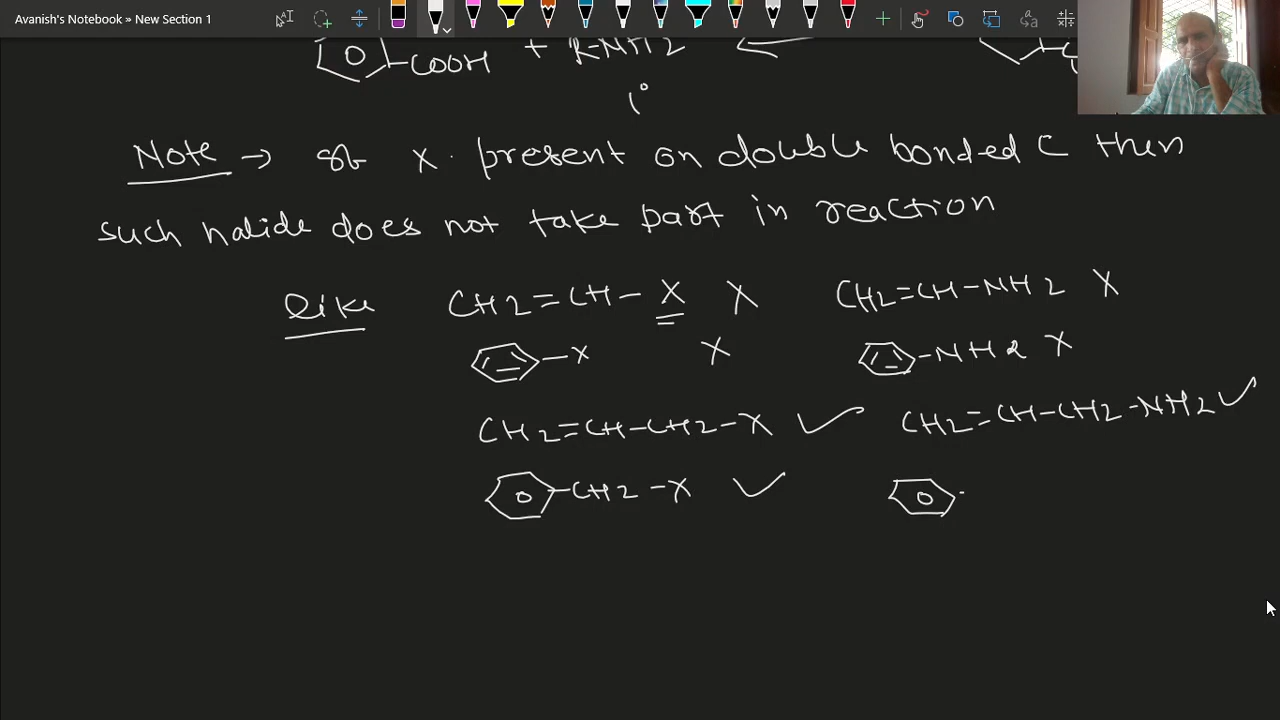 Avanish's Notebook » New Section 1
COOH + R-NH2
1°
Note → If X present on double bonded C then
such halide does not take part in reaction
like CH2=CH-X X CH2=CH-NH2 X
-X X -NH2 X
CH2=CH-CH2-X ✓ CH2=CH-CH2-NH2 ✓
-CH2-X ✓